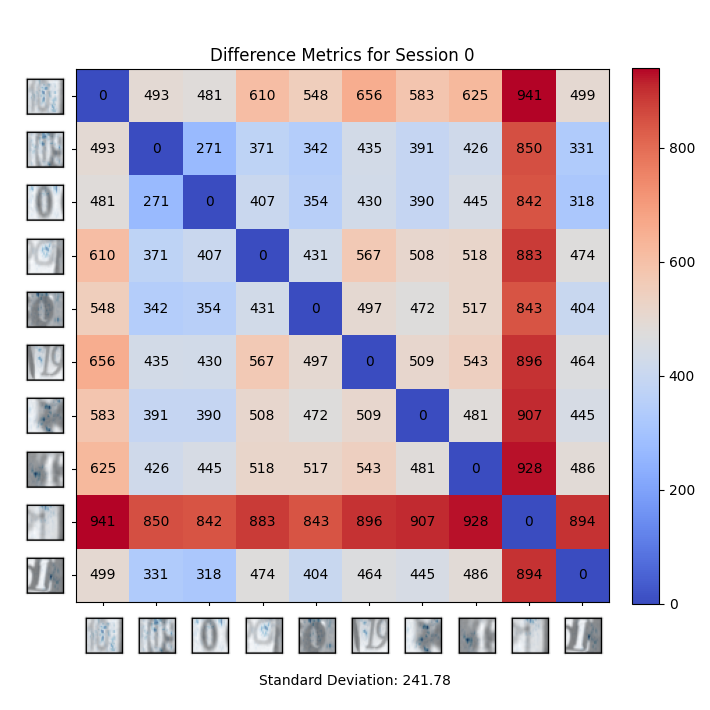 Difference Metrics for Session 0
0 493 481 610 548 656 583 625 941 499
493 0 271 371 342 435 391 426 850 331
481 271 0 407 354 430 390 445 842 318
610 371 407 0 431 567 508 518 883 474
548 342 354 431 0 497 472 517 843 404
656 435 430 567 497 0 509 543 896 464
583 391 390 508 472 509 0 481 907 445
625 426 445 518 517 543 481 0 928 486
941 850 842 883 843 896 907 928 0 894
499 331 318 474 404 464 445 486 894 0
800
600
400
200
0
Standard Deviation: 241.78